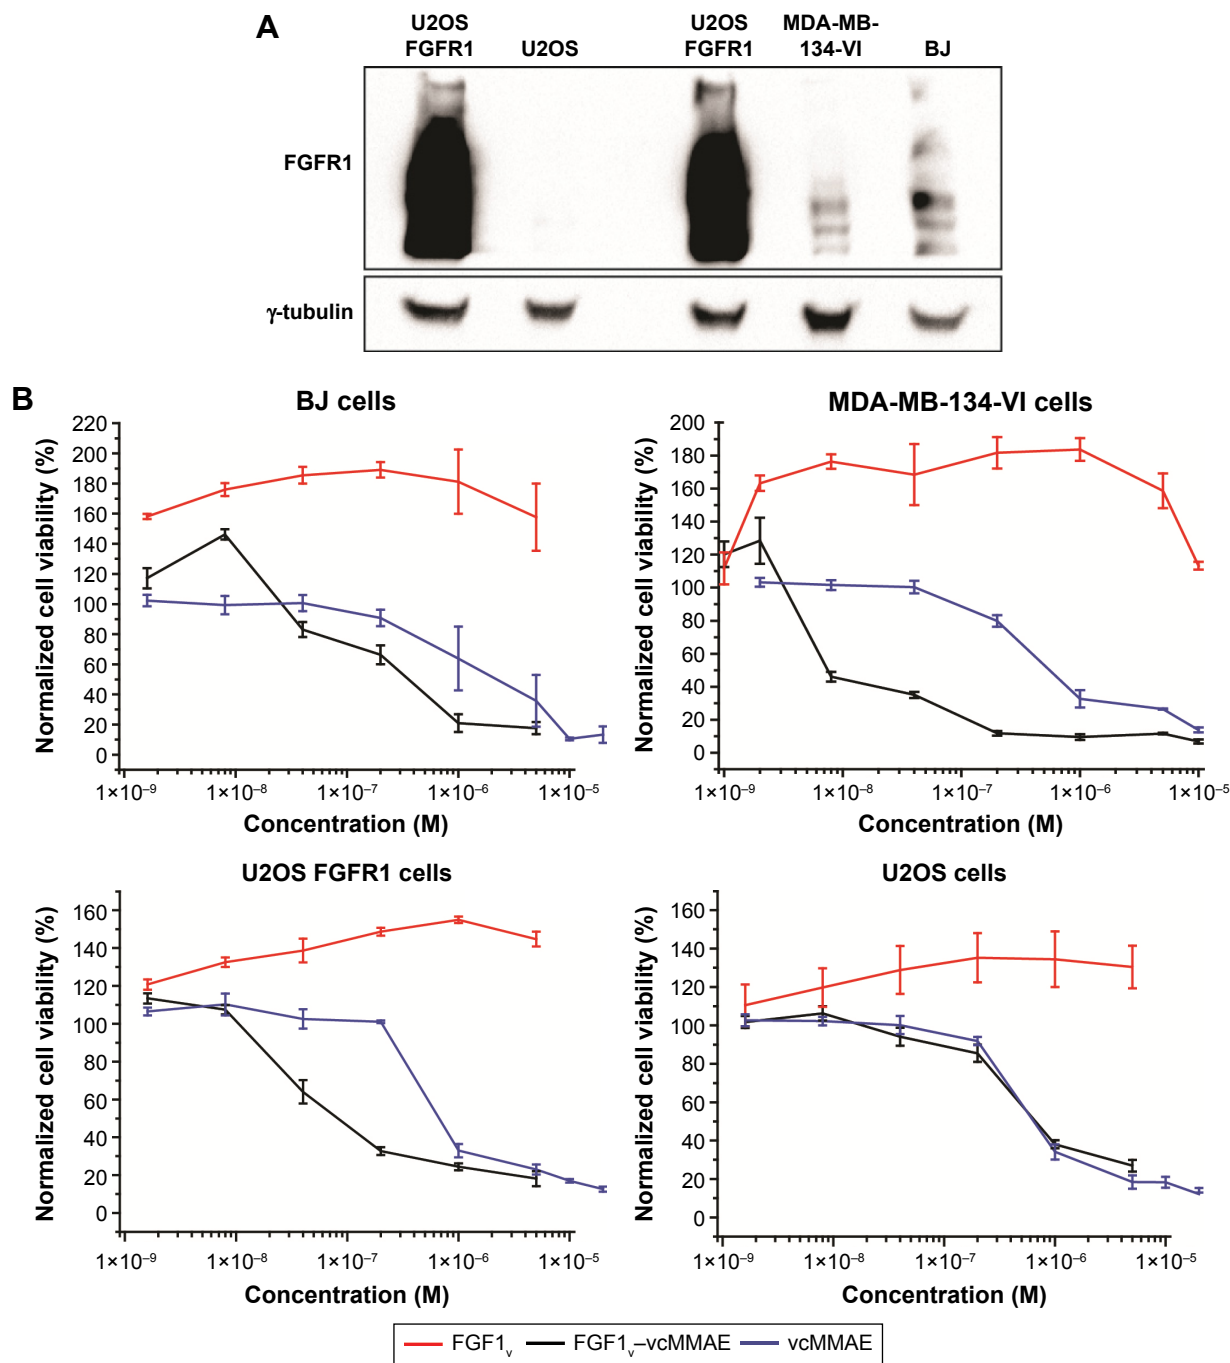 A
U2OS FGFR1
U2OS
U2OS FGFR1
MDA-MB-134-VI
BJ
FGFR1
γ-tubulin
B
BJ cells
Normalized cell viability (%)
220
200
180
160
140
120
100
80
60
40
20
0
1×10⁻⁹
1×10⁻⁸
1×10⁻⁷
1×10⁻⁶
1×10⁻⁵
Concentration (M)
MDA-MB-134-VI cells
Normalized cell viability (%)
200
180
160
140
120
100
80
60
40
20
0
1×10⁻⁹
1×10⁻⁸
1×10⁻⁷
1×10⁻⁶
1×10⁻⁵
Concentration (M)
U2OS FGFR1 cells
Normalized cell viability (%)
160
140
120
100
80
60
40
20
0
1×10⁻⁹
1×10⁻⁸
1×10⁻⁷
1×10⁻⁶
1×10⁻⁵
Concentration (M)
U2OS cells
Normalized cell viability (%)
160
140
120
100
80
60
40
20
0
1×10⁻⁹
1×10⁻⁸
1×10⁻⁷
1×10⁻⁶
1×10⁻⁵
Concentration (M)
FGF1ᵥ
FGF1ᵥ–vcMMAE
vcMMAE